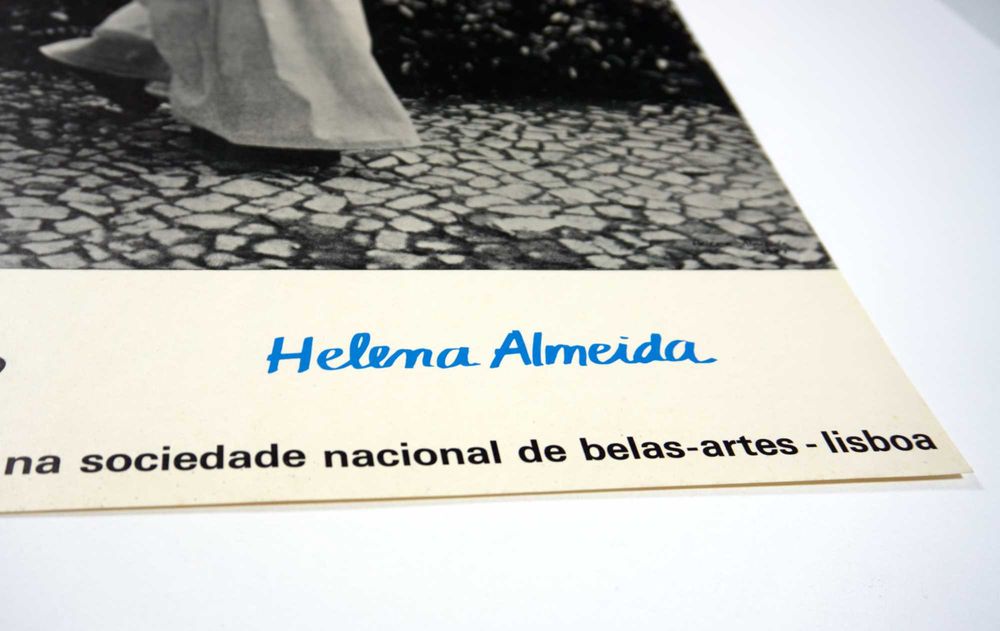 Helena Almeida
na sociedade nacional de belas-artes - lisboa